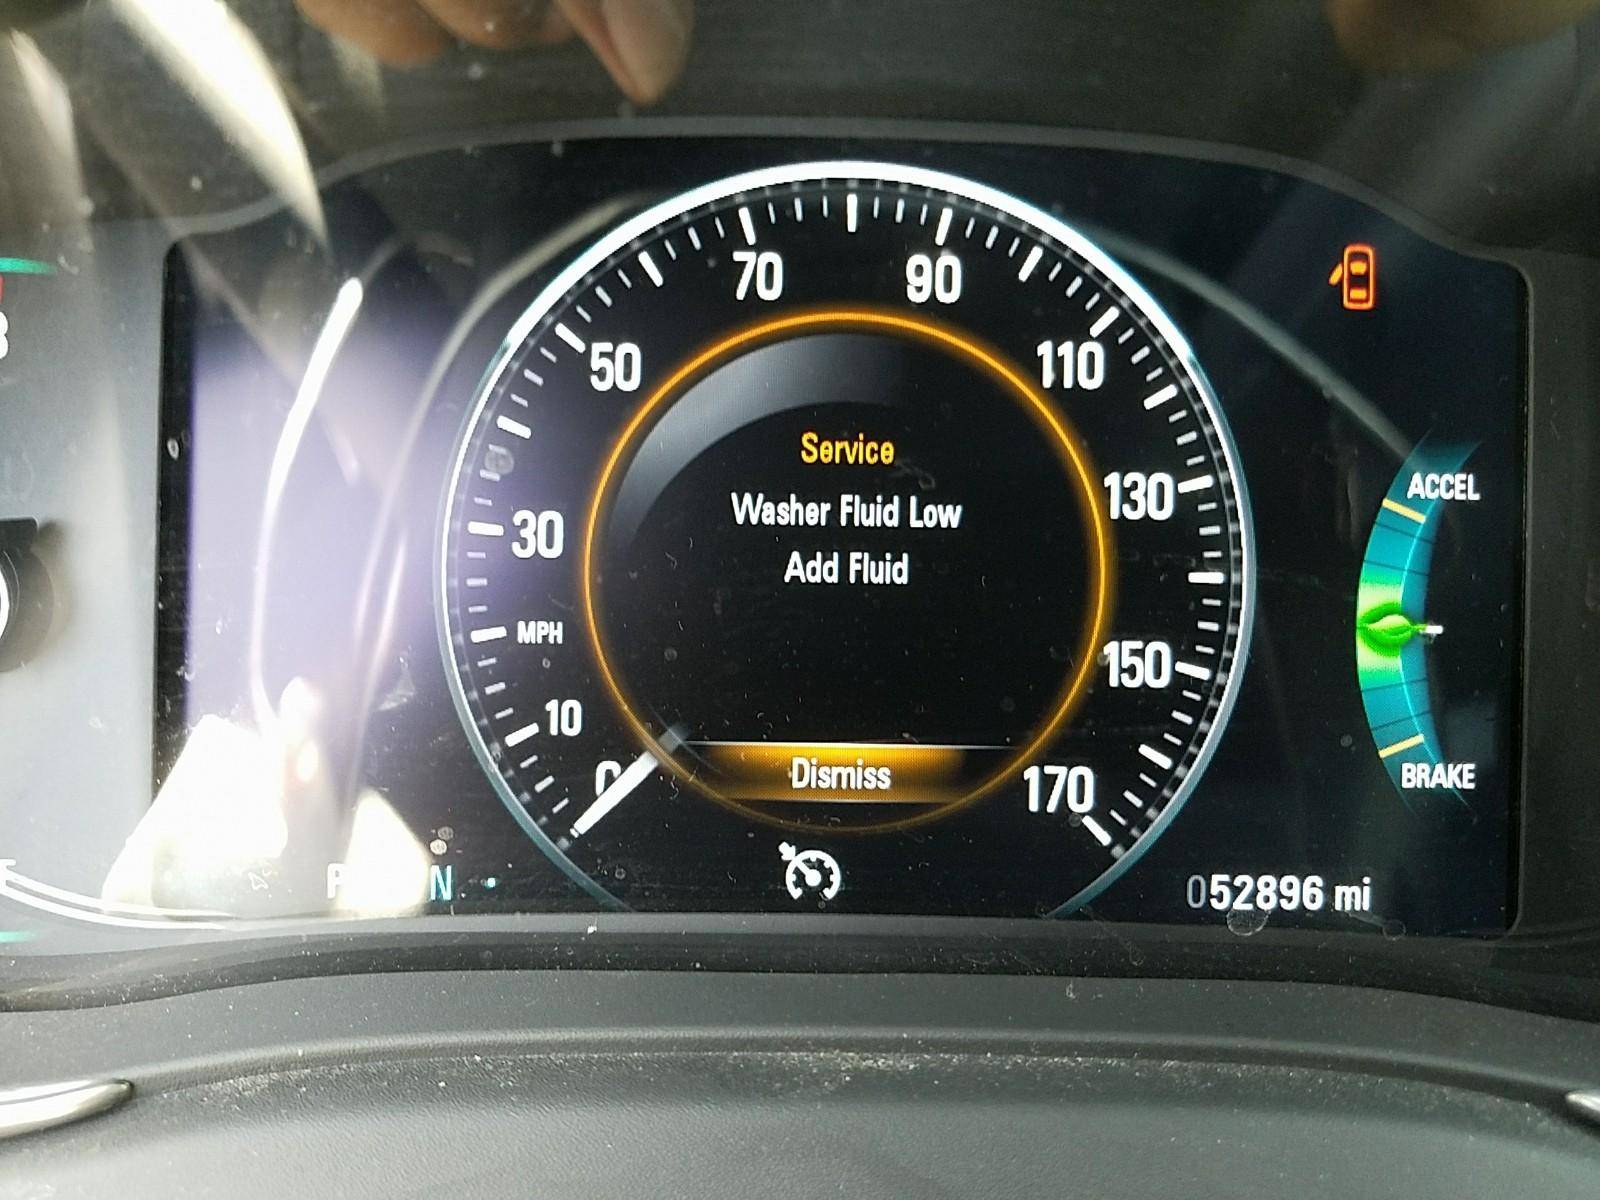 70
90
50
110
Service
Washer Fluid Low
Add Fluid
30
130
ACCEL
MPH
150
10
0
Dismiss
170
BRAKE
P N
052896 mi